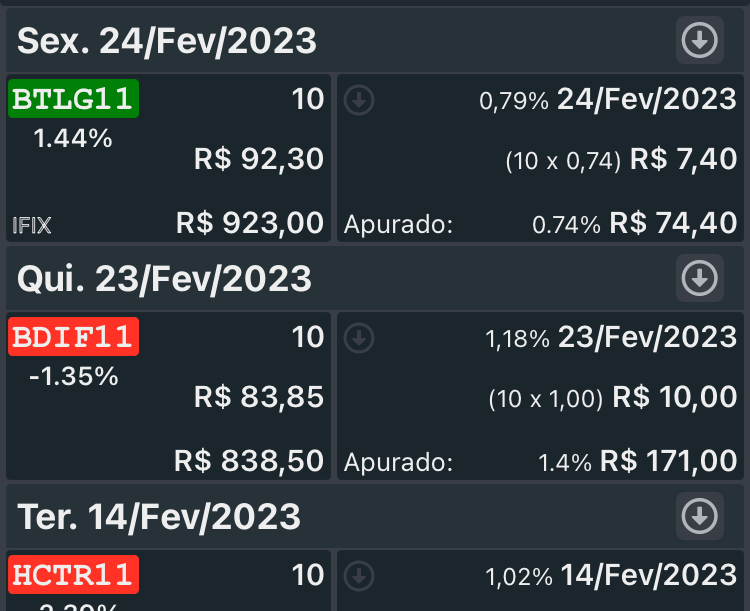 Sex. 24/Fev/2023
BTLG11 10 0,79% 24/Fev/2023
1.44%
R$ 92,30 (10 x 0,74) R$ 7,40
IFIX R$ 923,00 Apurado: 0.74% R$ 74,40
Qui. 23/Fev/2023
BDIF11 10 1,18% 23/Fev/2023
-1.35%
R$ 83,85 (10 x 1,00) R$ 10,00
R$ 838,50 Apurado: 1.4% R$ 171,00
Ter. 14/Fev/2023
HCTR11 10 1,02% 14/Fev/2023